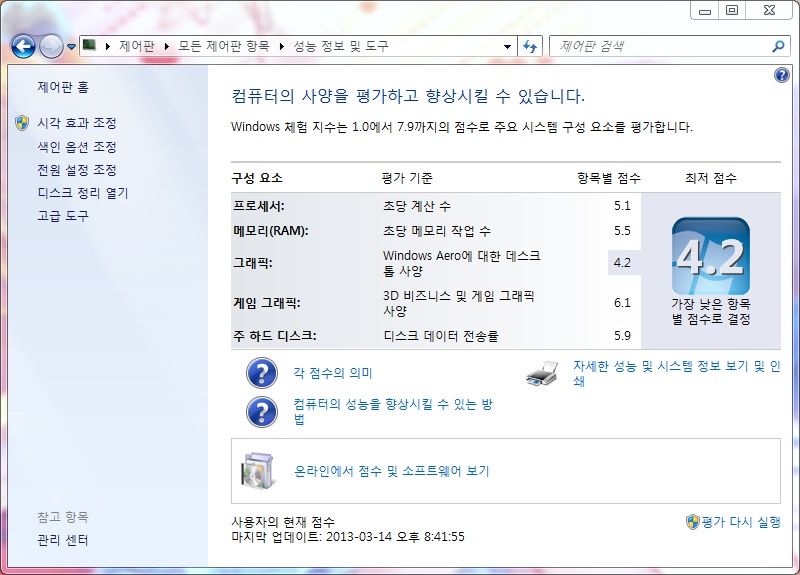 제어판 ▸ 모든 제어판 항목 ▸ 성능 정보 및 도구
제어판 검색
제어판 홈
시각 효과 조정
색인 옵션 조정
전원 설정 조정
디스크 정리 열기
고급 도구
참고 항목
관리 센터
컴퓨터의 사양을 평가하고 향상시킬 수 있습니다.
Windows 체험 지수는 1.0에서 7.9까지의 점수로 주요 시스템 구성 요소를 평가합니다.
구성 요소 평가 기준 항목별 점수 최저 점수
프로세서: 초당 계산 수 5.1
메모리(RAM): 초당 메모리 작업 수 5.5
그래픽: Windows Aero에 대한 데스크
톱 사양 4.2
게임 그래픽: 3D 비즈니스 및 게임 그래픽
사양 6.1
주 하드 디스크: 디스크 데이터 전송률 5.9
4.2
가장 낮은 항목
별 점수로 결정
각 점수의 의미
컴퓨터의 성능을 향상시킬 수 있는 방
법
자세한 성능 및 시스템 정보 보기 및 인
쇄
온라인에서 점수 및 소프트웨어 보기
사용자의 현재 점수
마지막 업데이트: 2013-03-14 오후 8:41:55
평가 다시 실행